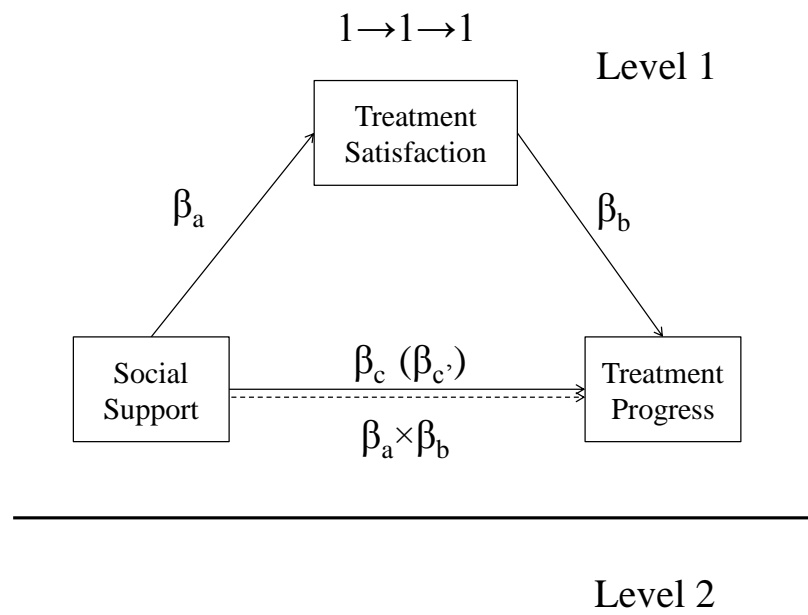 1→1→1
Level 1
Treatment
Satisfaction
βa
βb
Social
Support
βc (βc’)
Treatment
Progress
βa×βb
Level 2